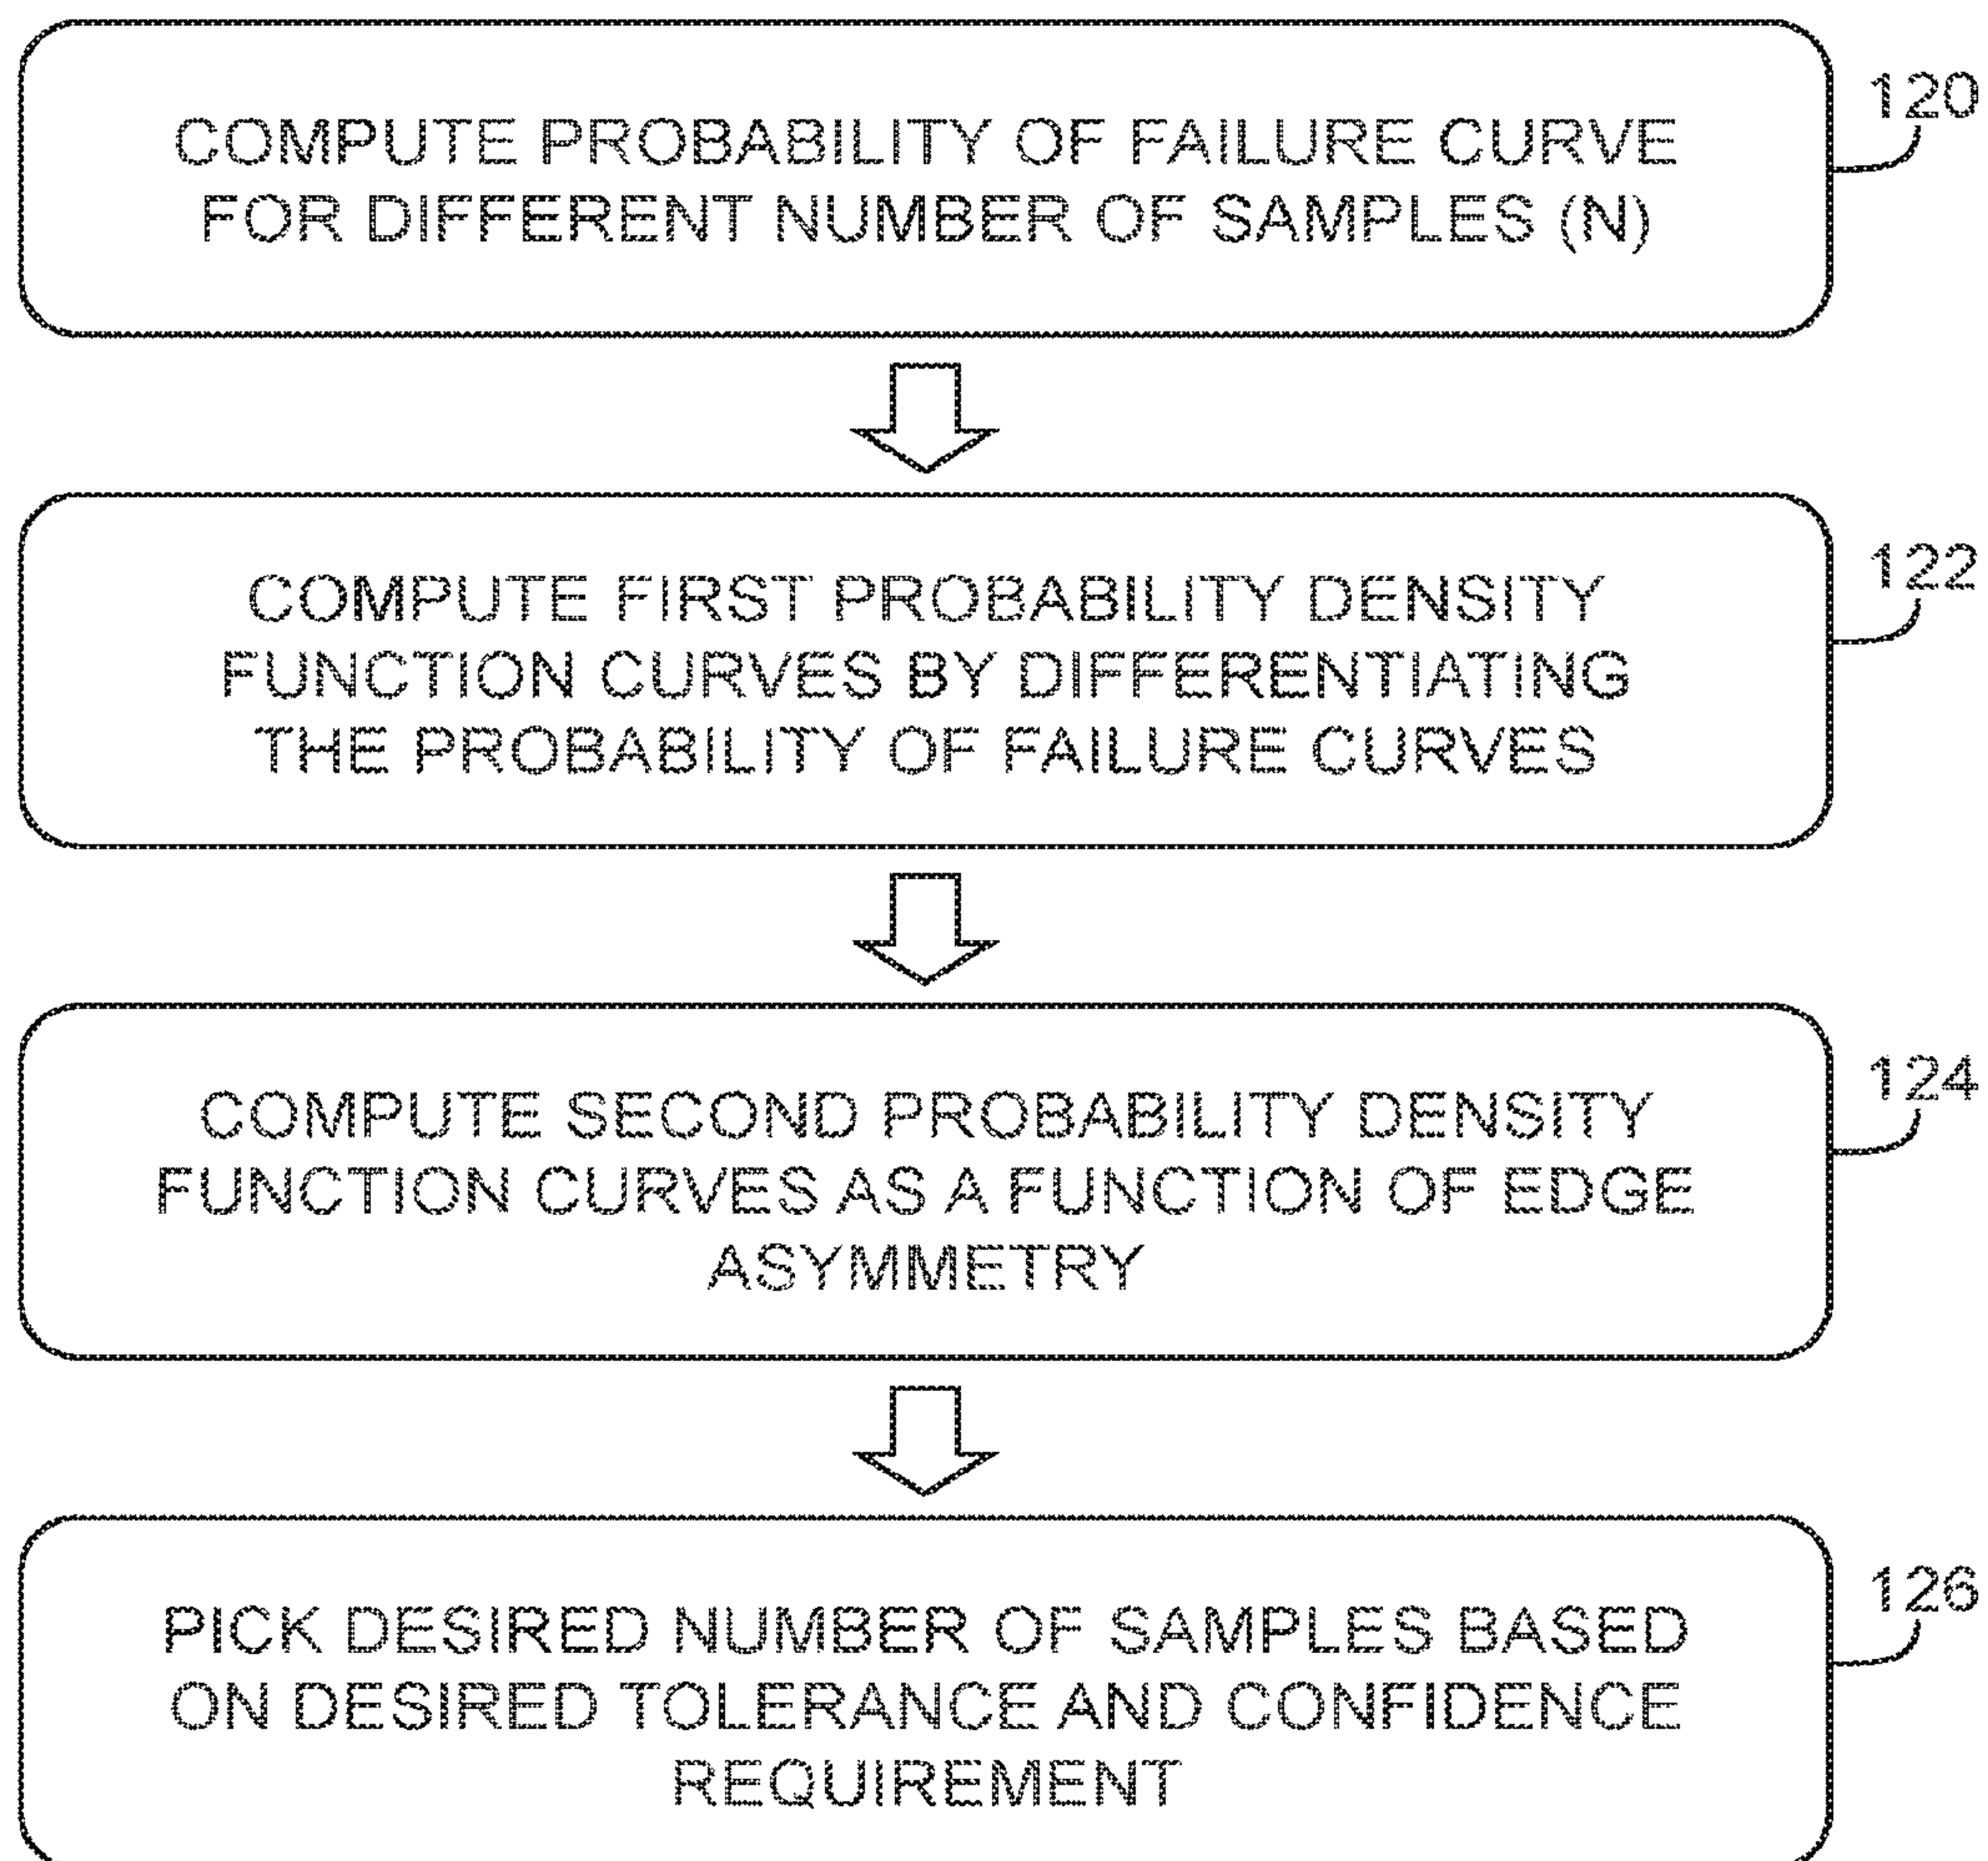 COMPUTE PROBABILITY OF FAILURE CURVE
FOR DIFFERENT NUMBER OF SAMPLES (N)
120
COMPUTE FIRST PROBABILITY DENSITY
FUNCTION CURVES BY DIFFERENTIATING
THE PROBABILITY OF FAILURE CURVES
122
COMPUTE SECOND PROBABILITY DENSITY
FUNCTION CURVES AS A FUNCTION OF EDGE
ASYMMETRY
124
PICK DESIRED NUMBER OF SAMPLES BASED
ON DESIRED TOLERANCE AND CONFIDENCE
REQUIREMENT
126